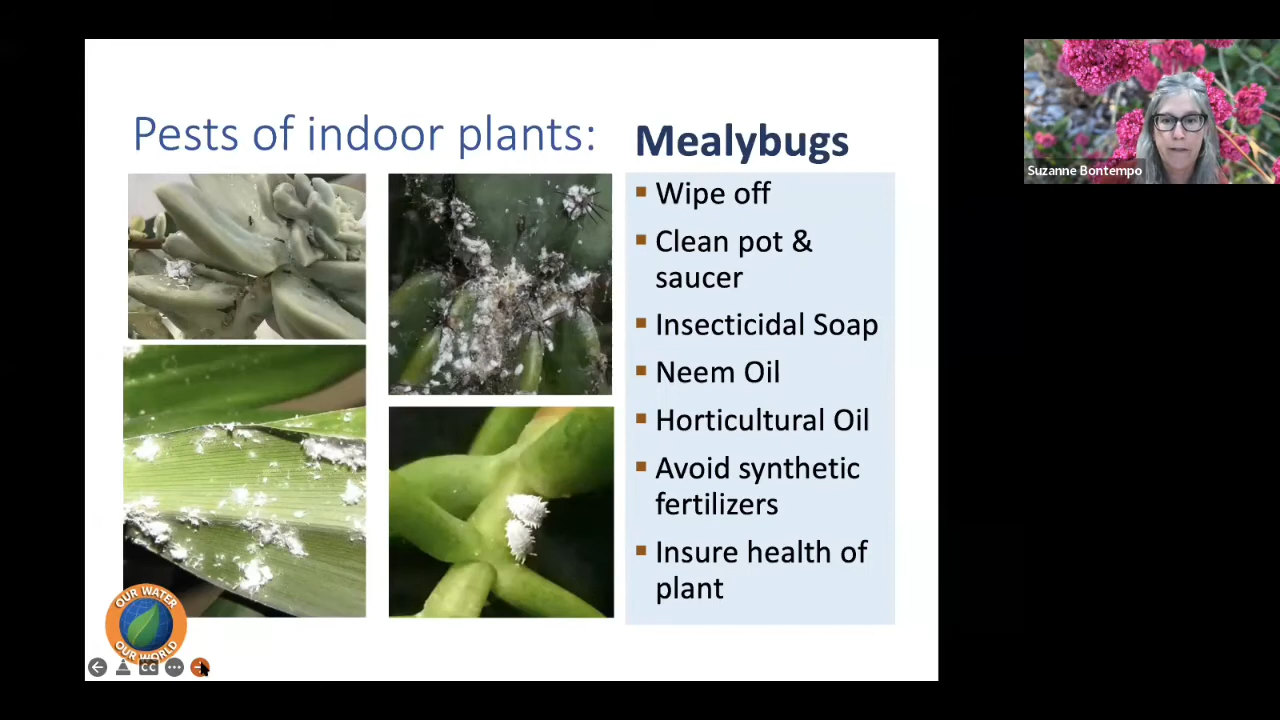 Pests of indoor plants:
Mealybugs
▪ Wipe off
▪ Clean pot &
saucer
▪ Insecticidal Soap
▪ Neem Oil
▪ Horticultural Oil
▪ Avoid synthetic
fertilizers
▪ Insure health of
plant
OUR WATER
OUR WORLD
CC
Suzanne Bontempo